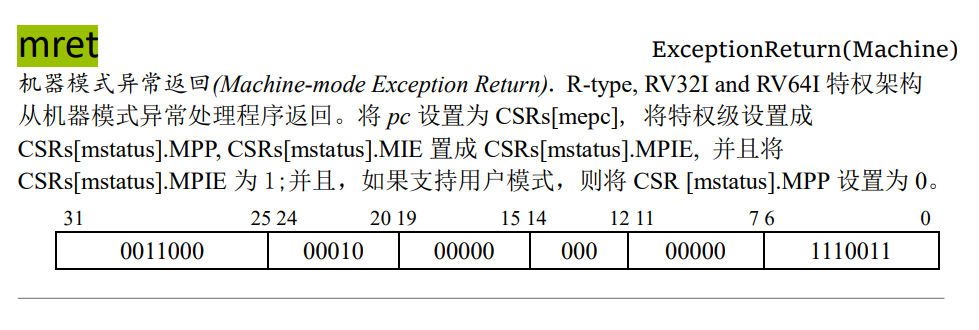 mret
ExceptionReturn(Machine)
机器模式异常返回(Machine-mode Exception Return). R-type, RV32I and RV64I 特权架构
从机器模式异常处理程序返回。将 pc 设置为 CSRs[mepc], 将特权级设置成
CSRs[mstatus].MPP, CSRs[mstatus].MIE 置成 CSRs[mstatus].MPIE, 并且将
CSRs[mstatus].MPIE 为 1;并且，如果支持用户模式，则将 CSR [mstatus].MPP 设置为 0。
31 25 24 20 19 15 14 12 11 7 6 0
0011000 00010 00000 000 00000 1110011